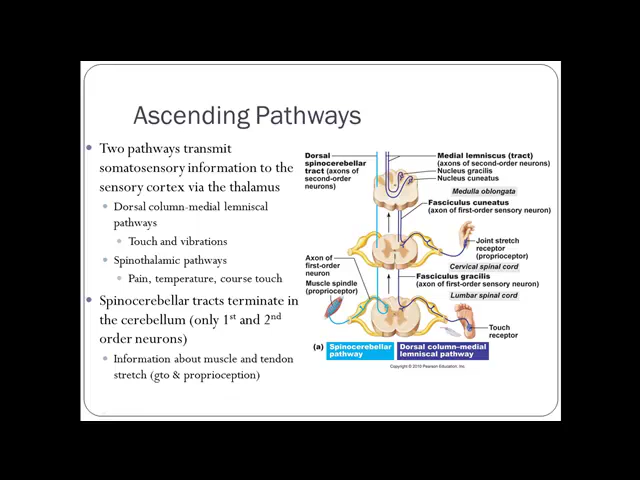 Ascending Pathways
• Two pathways transmit
somatosensory information to the
sensory cortex via the thalamus
• Dorsal column-medial lemniscal
pathways
• Touch and vibrations
• Spinothalamic pathways
• Pain, temperature, course touch
• Spinocerebellar tracts terminate in
the cerebellum (only 1st and 2nd
order neurons)
• Information about muscle and tendon
stretch (gto & proprioception)
Dorsal
spinocerebellar
tract (axons of
second-order
neurons)
Medial lemniscus (tract)
(axons of second-order neurons)
Nucleus gracilis
Nucleus cuneatus
Medulla oblongata
Fasciculus cuneatus
(axon of first-order sensory neuron)
Joint stretch
receptor
(proprioceptor)
Cervical spinal cord
Axon of
first-order
neuron
Fasciculus gracilis
(axon of first-order sensory neuron)
Muscle spindle
(proprioceptor)
Lumbar spinal cord
Touch
receptor
(a)
Spinocerebellar
pathway
Dorsal column–medial
lemniscal pathway
Copyright © 2010 Pearson Education, Inc.